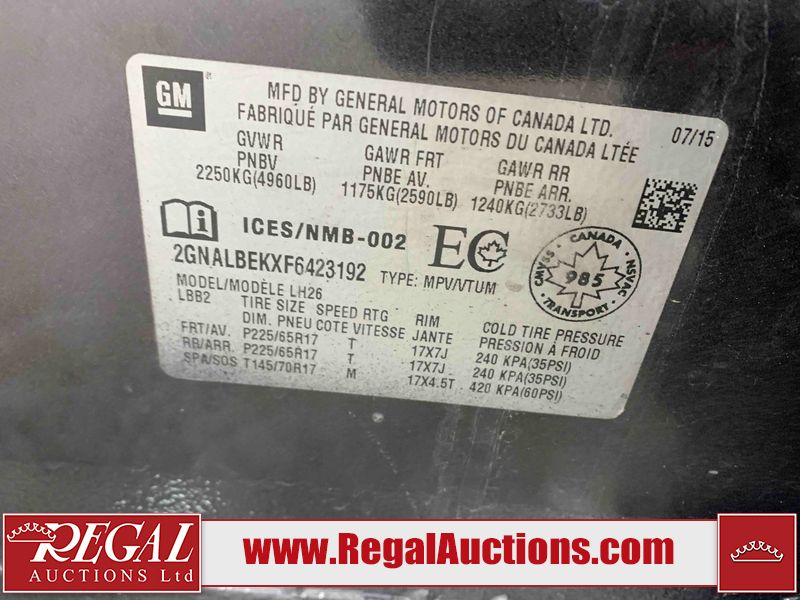 GM
MFD BY GENERAL MOTORS OF CANADA LTD. 07/15
FABRIQUÉ PAR GENERAL MOTORS DU CANADA LTÉE
GVWR GAWR FRT GAWR RR
PNBV PNBE AV. PNBE ARR.
2250KG(4960LB) 1175KG(2590LB) 1240KG(2733LB)
i ICES/NMB-002 EC
2GNALBEKXF6423192 TYPE: MPV/VTUM
CANADA
CMVSS 985 NSVAC
TRANSPORT
MODEL/MODÈLE LH26
LBB2 TIRE SIZE SPEED RTG RIM COLD TIRE PRESSURE
DIM. PNEU COTE VITESSE JANTE PRESSION À FROID
FRT/AV. P225/65R17 T 17X7J 240 KPA(35PSI)
RR/ARR. P225/65R17 T 17X7J 240 KPA(35PSI)
SPA/SOS T145/70R17 M 17X4.5T 420 KPA(60PSI)
REGAL
AUCTIONS Ltd
www.RegalAuctions.com